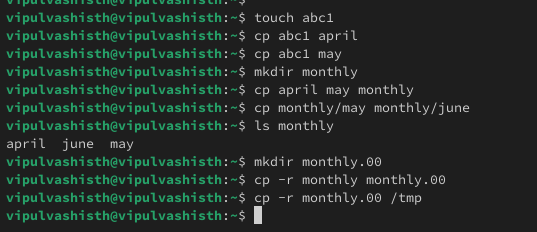 vipulvashisth@vipulvashisth:~$ touch abc1
vipulvashisth@vipulvashisth:~$ cp abc1 april
vipulvashisth@vipulvashisth:~$ cp abc1 may
vipulvashisth@vipulvashisth:~$ mkdir monthly
vipulvashisth@vipulvashisth:~$ cp april may monthly
vipulvashisth@vipulvashisth:~$ cp monthly/may monthly/june
vipulvashisth@vipulvashisth:~$ ls monthly
april  june  may
vipulvashisth@vipulvashisth:~$ mkdir monthly.00
vipulvashisth@vipulvashisth:~$ cp -r monthly monthly.00
vipulvashisth@vipulvashisth:~$ cp -r monthly.00 /tmp
vipulvashisth@vipulvashisth:~$